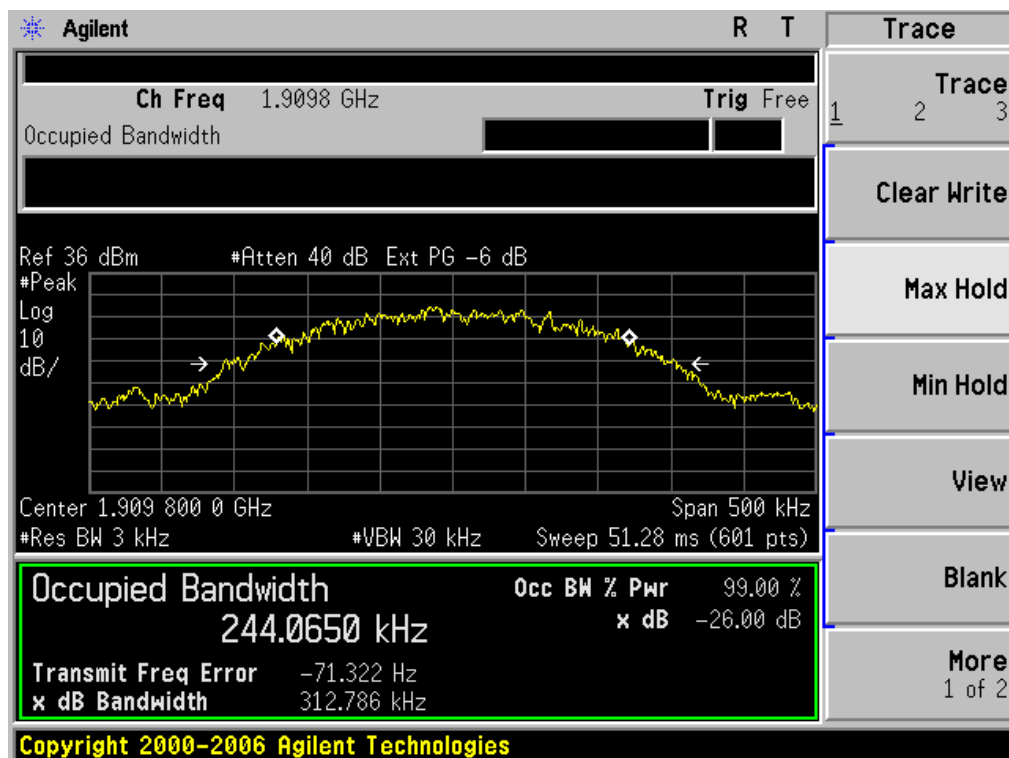 Agilent R T
Trace
Ch Freq 1.9098 GHz Trig Free
Occupied Bandwidth
Trace
1 2 3
Clear Write
Max Hold
Min Hold
View
Blank
More
1 of 2
Ref 36 dBm #Atten 40 dB Ext PG -6 dB
#Peak
Log
10
dB/
Center 1.909 800 0 GHz Span 500 kHz
#Res BW 3 kHz #VBW 30 kHz Sweep 51.28 ms (601 pts)
Occupied Bandwidth Occ BW % Pwr 99.00 %
244.0650 kHz x dB -26.00 dB
Transmit Freq Error -71.322 Hz
x dB Bandwidth 312.786 kHz
Copyright 2000-2006 Agilent Technologies